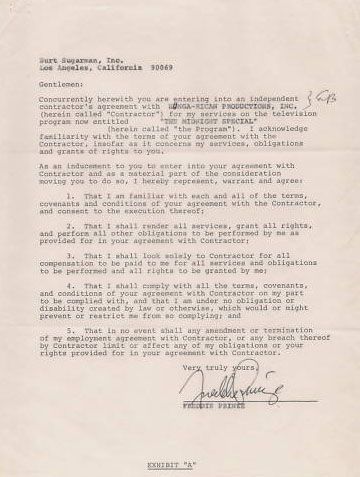 Burt Sugarman, Inc.
Los Angeles, California 90069
Gentlemen:
Concurrently herewith you are entering into an independent
contractor's agreement with HUNGA-RICAN PRODUCTIONS, INC.
(herein called "Contractor") for my services on the television
program now entitled "THE MIDNIGHT SPECIAL"
(herein called "the Program"). I acknowledge
familiarity with the terms of your agreement with the
Contractor, insofar as it concerns my services, obligations
and grants of rights to you.
As an inducement to you to enter into your agreement with
Contractor and as a material part of the consideration
moving you to do so, I hereby represent, warrant and agree:
1. That I am familiar with each and all of the terms,
covenants and conditions of your agreement with the Contractor,
and consent to the execution thereof;
2. That I shall render all services, grant all rights,
and perform all other obligations to be performed by me as
provided for in your agreement with Contractor;
3. That I shall look solely to Contractor for all
compensation to be paid to me for all services and obligations
to be performed and all rights to be granted by me;
4. That I shall comply with all the terms, covenants,
and conditions of your agreement with Contractor on my part
to be complied with, and that I am under no obligation or
disability created by law or otherwise, which would or might
prevent or restrict me from so complying; and
5. That in no event shall any amendment or termination
of my employment agreement with Contractor, or any breach thereof
by Contractor limit or affect any of my obligations or your
rights provided for in your agreement with Contractor.
Very truly yours,
FREDDIE PRINZE
EXHIBIT "A"